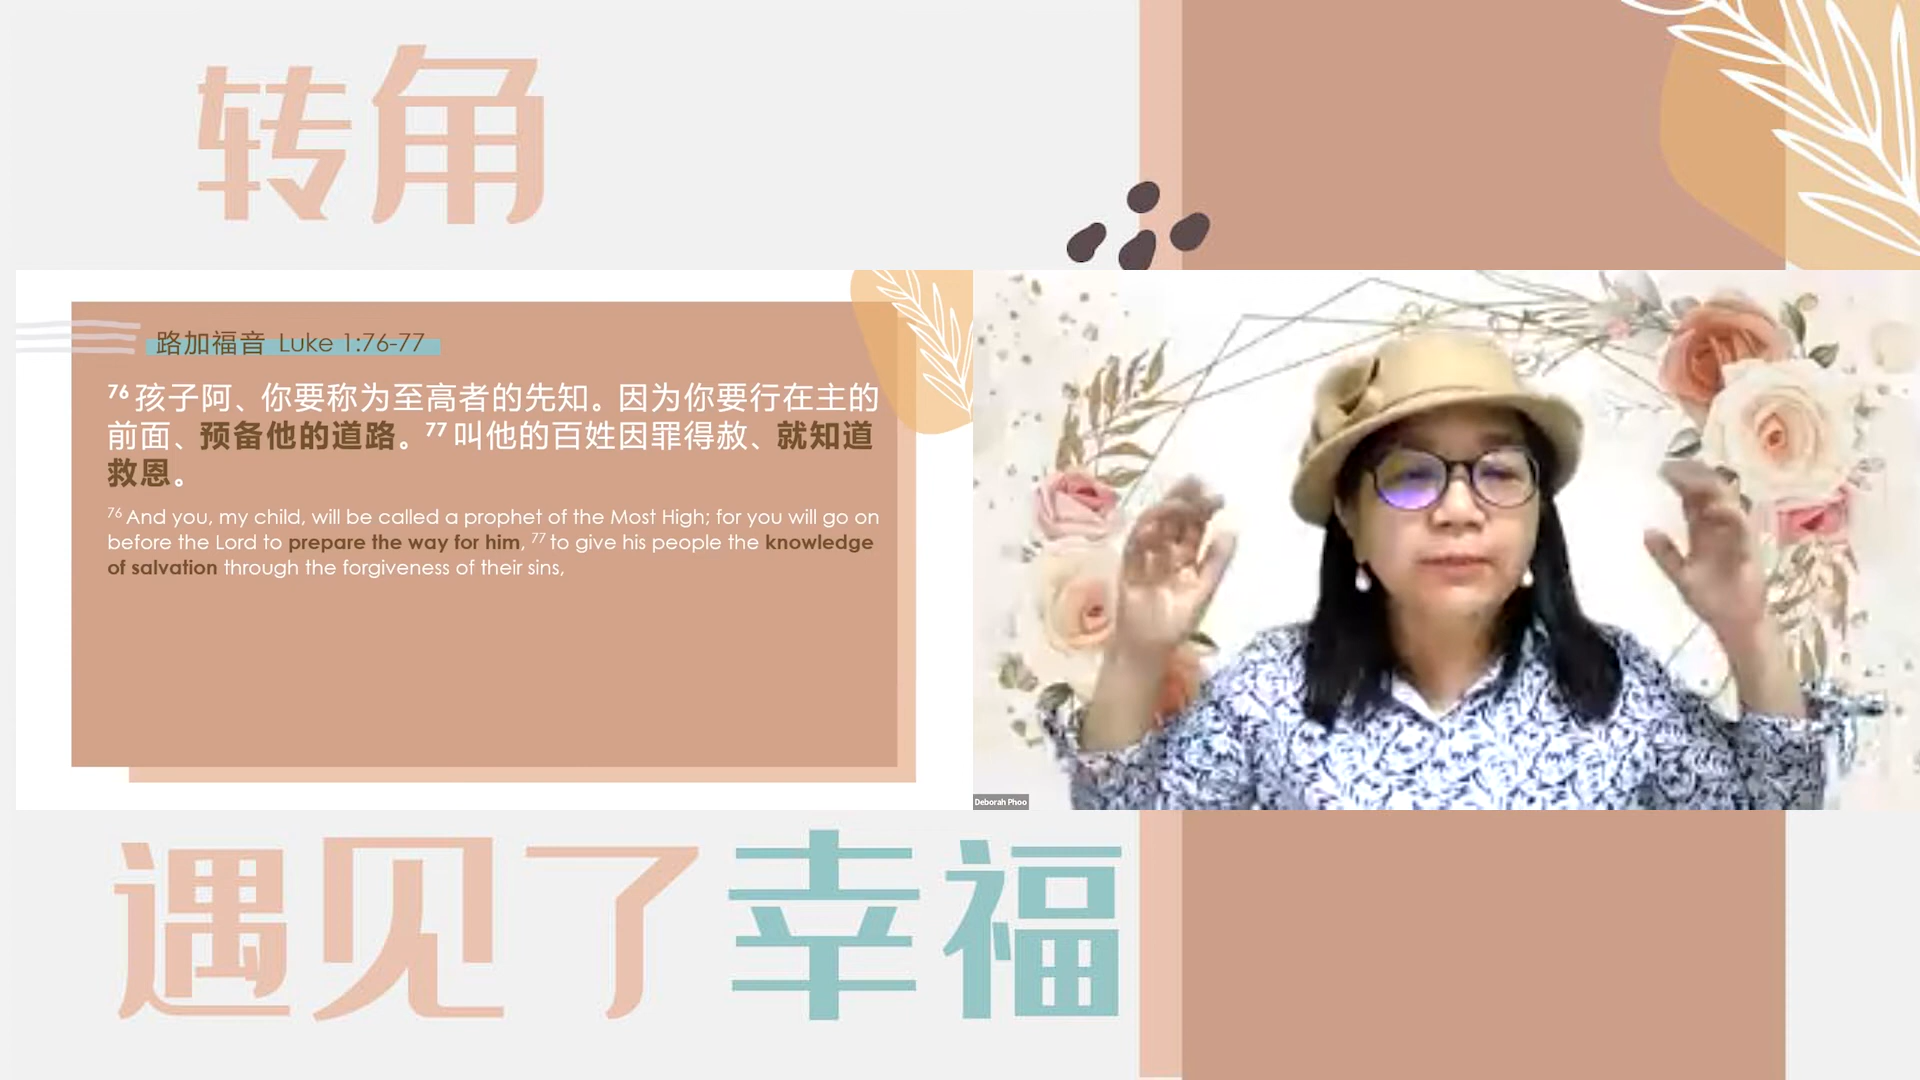 转角
路加福音 Luke 1:76-77
76 孩子阿、你要称为至高者的先知。因为你要行在主的
前面、预备他的道路。77 叫他的百姓因罪得赦、就知道
救恩。
76 And you, my child, will be called a prophet of the Most High; for you will go on
before the Lord to prepare the way for him, 77 to give his people the knowledge
of salvation through the forgiveness of their sins,
Deborah Phoo
遇见了幸福